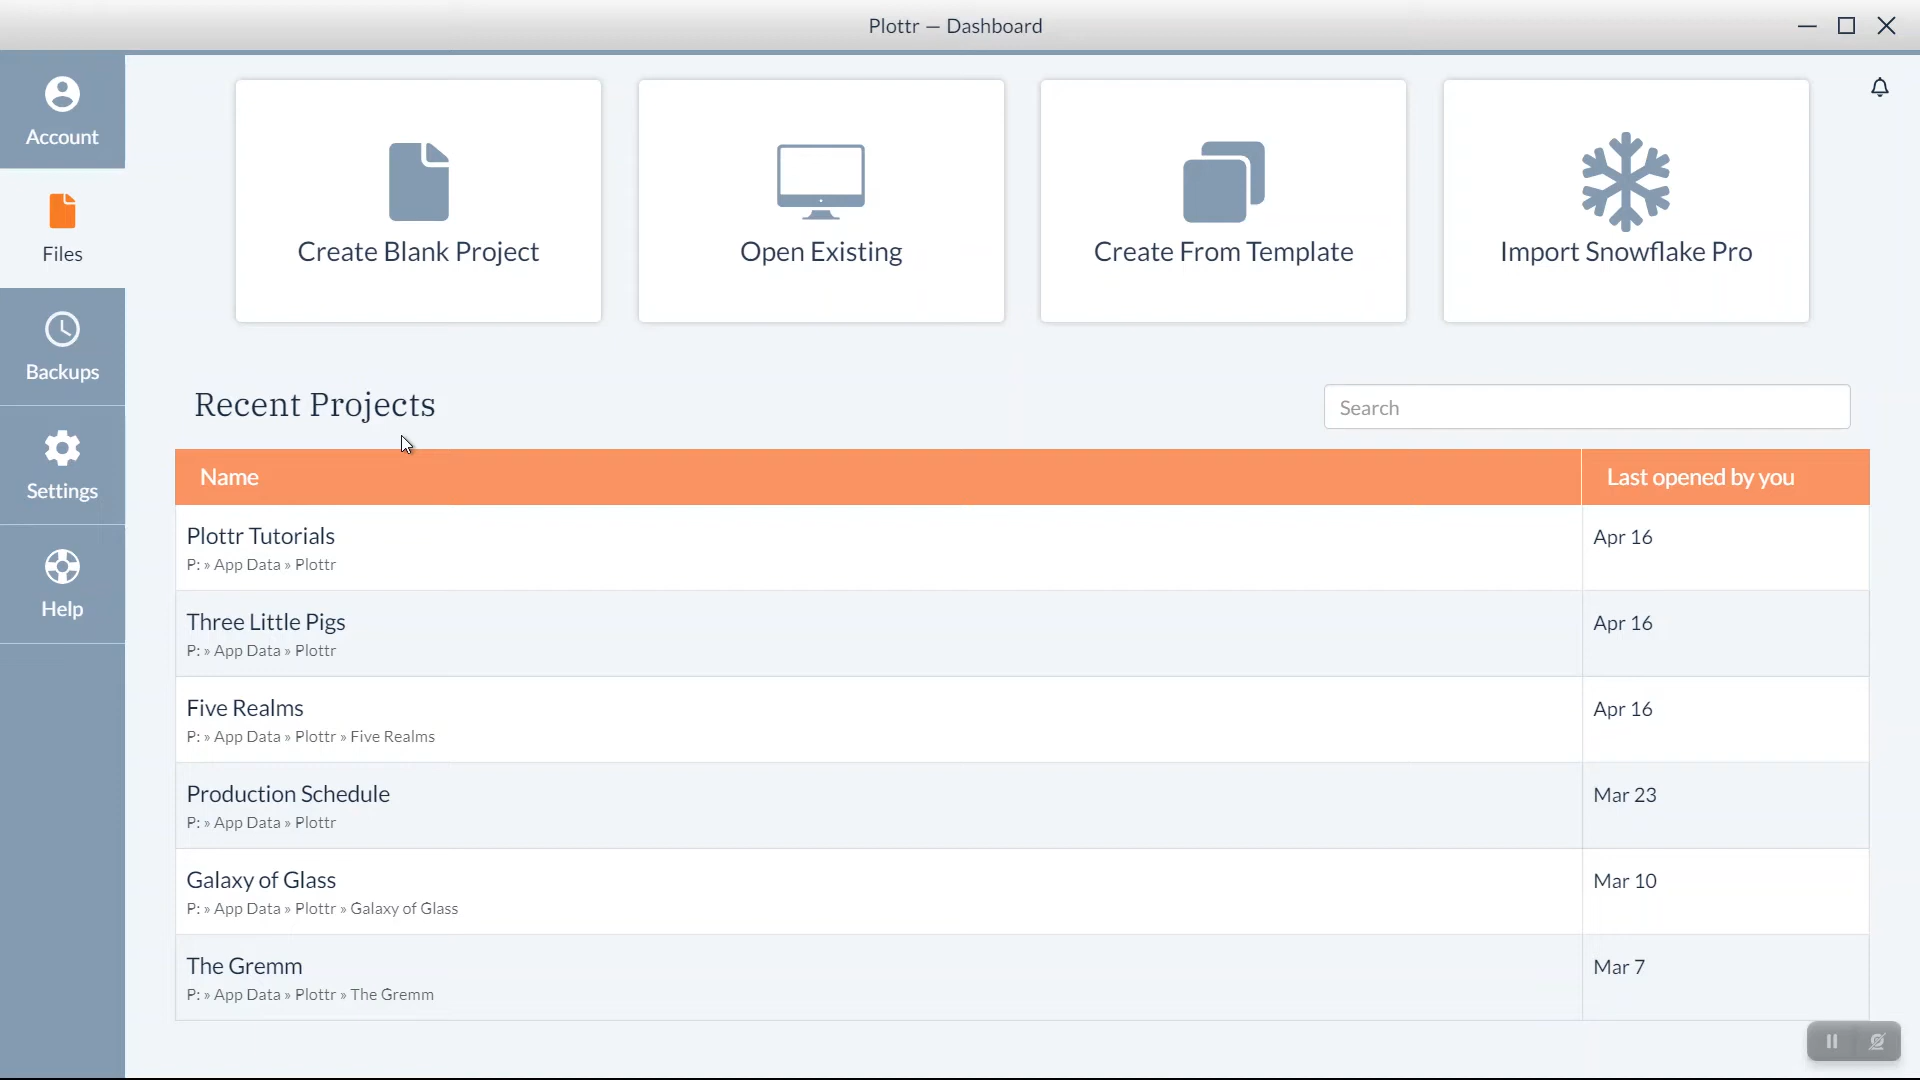 Plottr — Dashboard
Account
Files
Backups
Settings
Help
Create Blank Project
Open Existing
Create From Template
Import Snowflake Pro
Recent Projects
Search
Name
Last opened by you
Plottr Tutorials
Apr 16
P: » App Data » Plottr
Three Little Pigs
Apr 16
P: » App Data » Plottr
Five Realms
Apr 16
P: » App Data » Plottr » Five Realms
Production Schedule
Mar 23
P: » App Data » Plottr
Galaxy of Glass
Mar 10
P: » App Data » Plottr » Galaxy of Glass
The Gremm
Mar 7
P: » App Data » Plottr » The Gremm